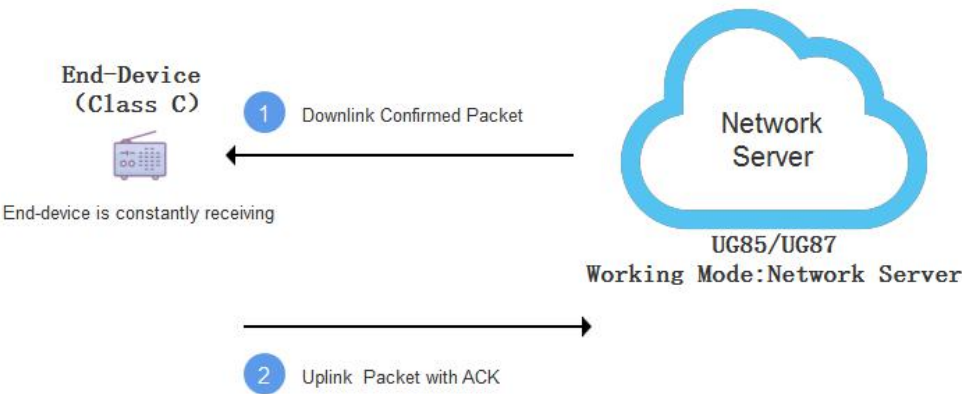 End-Device
(Class C)
1
Downlink Confirmed Packet
Network
Server
End-device is constantly receiving
UG85/UG87
Working Mode:Network Server
2
Uplink Packet with ACK